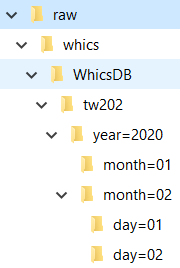 raw
whics
WhicsDB
tw202
year=2020
month=01
month=02
day=01
day=02